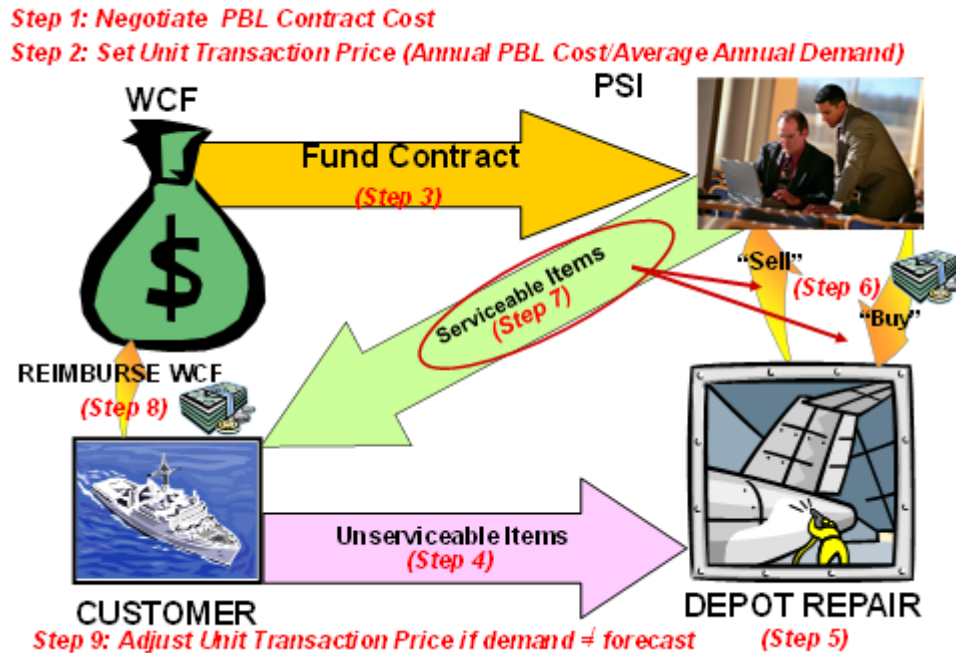 Step 1: Negotiate PBL Contract Cost
Step 2: Set Unit Transaction Price (Annual PBL Cost/Average Annual Demand)
WCF
PSI
Fund Contract
(Step 3)
Serviceable Items
(Step 7)
"Sell"
(Step 6)
"Buy"
$
REIMBURSE WCF
(Step 8)
Unserviceable Items
(Step 4)
CUSTOMER
DEPOT REPAIR
(Step 5)
Step 9: Adjust Unit Transaction Price if demand ≠ forecast